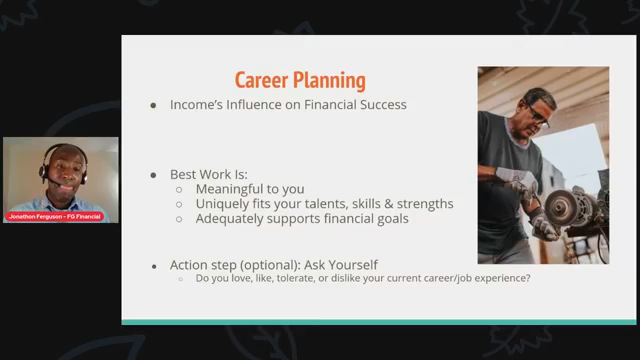 Career Planning
● Income's Influence on Financial Success
● Best Work Is:
○ Meaningful to you
○ Uniquely fits your talents, skills & strengths
○ Adequately supports financial goals
● Action step (optional): Ask Yourself
○ Do you love, like, tolerate, or dislike your current career/job experience?
Jonathon Ferguson - FG Financial